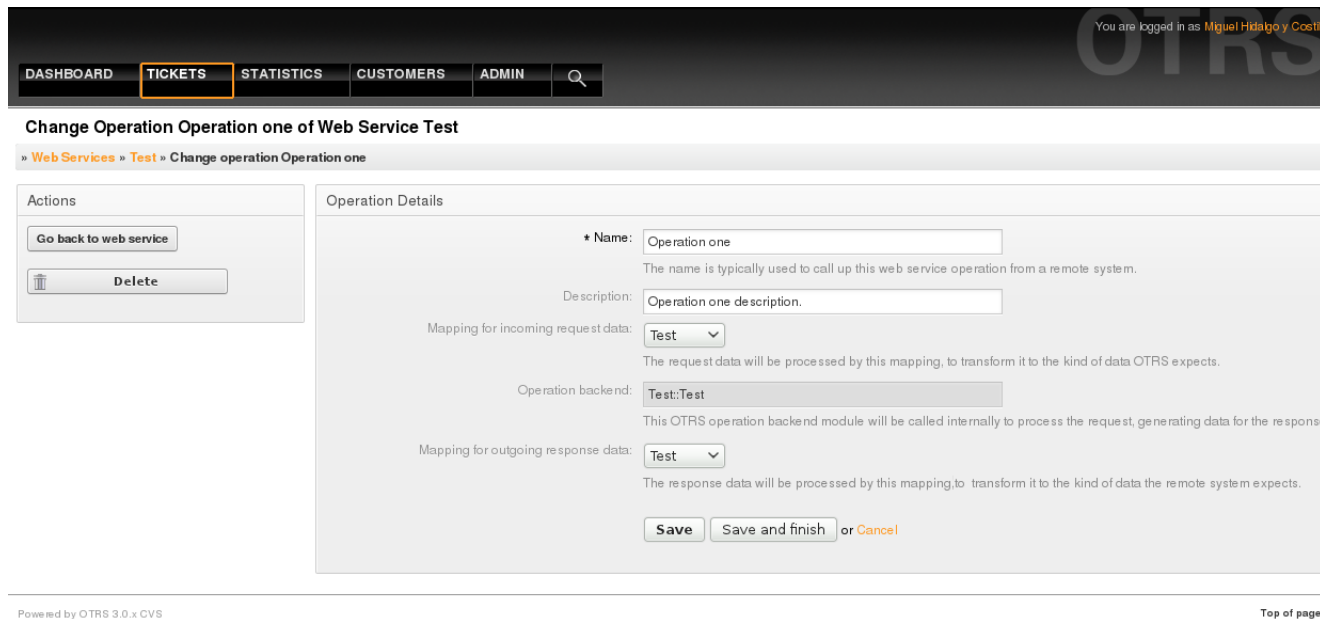 You are logged in as Miguel Hidalgo y Costil
OTRS
DASHBOARD TICKETS STATISTICS CUSTOMERS ADMIN
Change Operation Operation one of Web Service Test
» Web Services » Test » Change operation Operation one
Actions
Go back to web service
Delete
Operation Details
* Name: Operation one
The name is typically used to call up this web service operation from a remote system.
Description: Operation one description.
Mapping for incoming request data: Test
The request data will be processed by this mapping, to transform it to the kind of data OTRS expects.
Operation backend: Test::Test
This OTRS operation backend module will be called internally to process the request, generating data for the respons
Mapping for outgoing response data: Test
The response data will be processed by this mapping,to transform it to the kind of data the remote system expects.
Save Save and finish or Cancel
Powered by OTRS 3.0.x CVS
Top of page